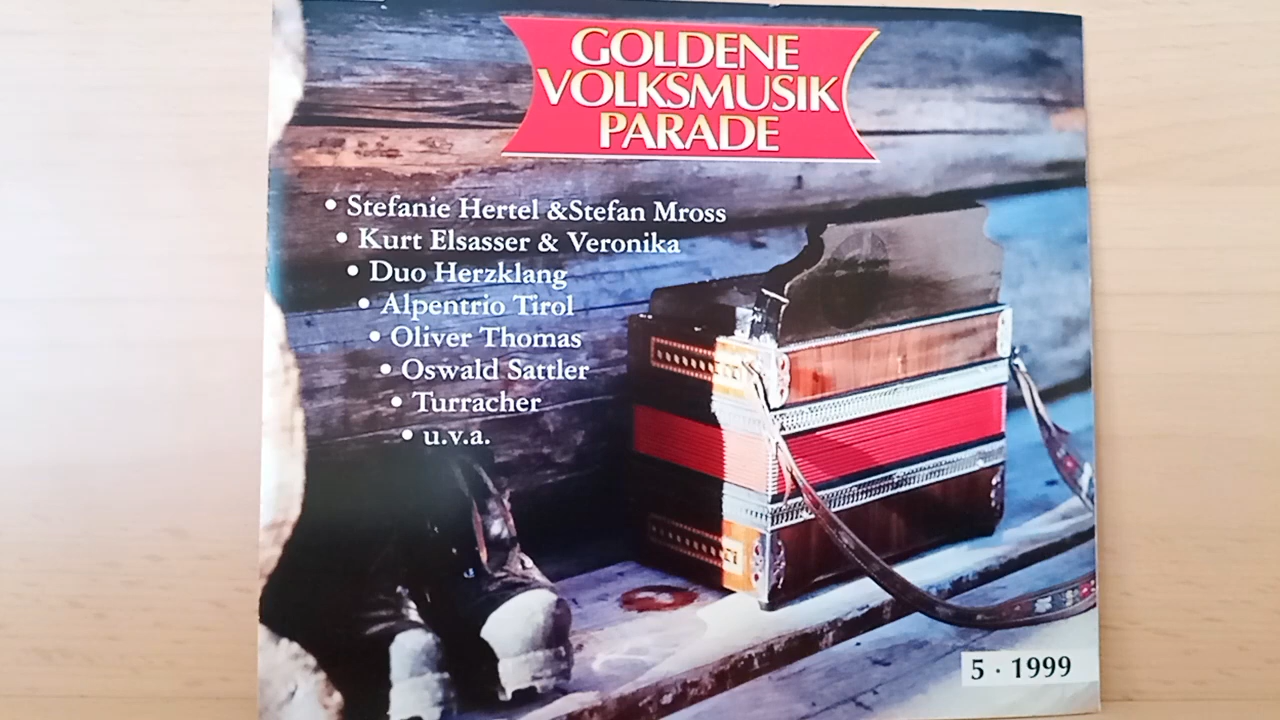 GOLDENE
VOLKSMUSIK
PARADE
• Stefanie Hertel &Stefan Mross
• Kurt Elsasser & Veronika
• Duo Herzklang
• Alpentrio Tirol
• Oliver Thomas
• Oswald Sattler
• Turracher
• u.v.a.
5 · 1999